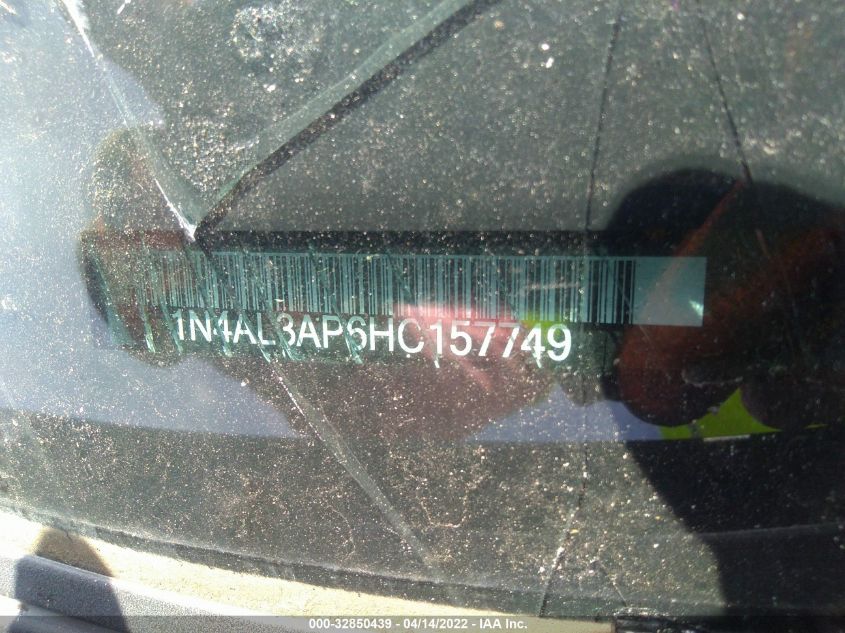 1N4AL3AP6HC157749
000-32850439 - 04/14/2022 - IAA Inc.